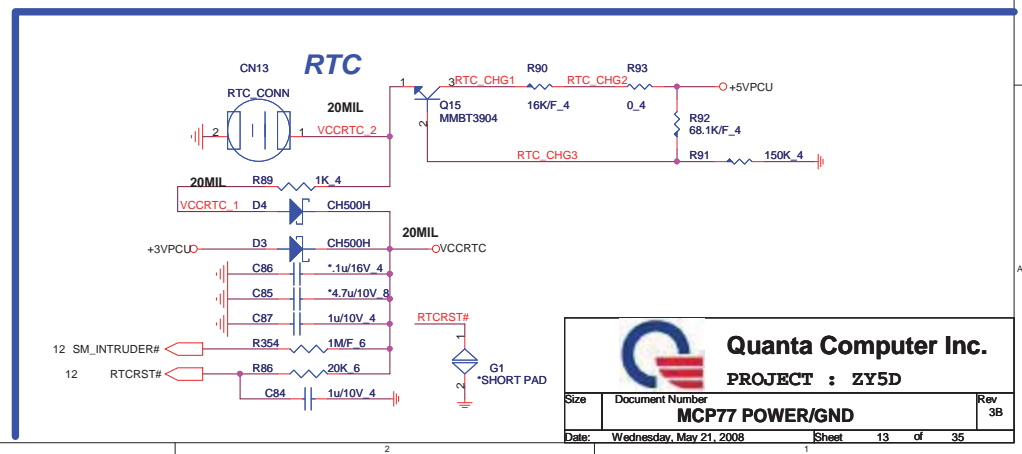 RTC
CN13
RTC_CONN
2
1
20MIL
VCCRTC_2
1
3
2
Q15
MMBT3904
RTC_CHG1
R90
16K/F_4
RTC_CHG2
R93
0_4
+5VPCU
R92
68.1K/F_4
RTC_CHG3
R91
150K_4
20MIL
R89
1K_4
VCCRTC_1
D4
CH500H
20MIL
+3VPCU
D3
CH500H
VCCRTC
C86
*.1u/16V_4
C85
*4.7u/10V_8
C87
1u/10V_4
12 SM_INTRUDER#
R354
1M/F_6
12 RTCRST#
R86
20K_6
C84
1u/10V_4
RTCRST#
1
2
G1
*SHORT PAD
A
Quanta Computer Inc.
PROJECT : ZY5D
Size
Document Number
Rev
MCP77 POWER/GND
3B
Date: Wednesday, May 21, 2008
Sheet 13 of 35
2
1